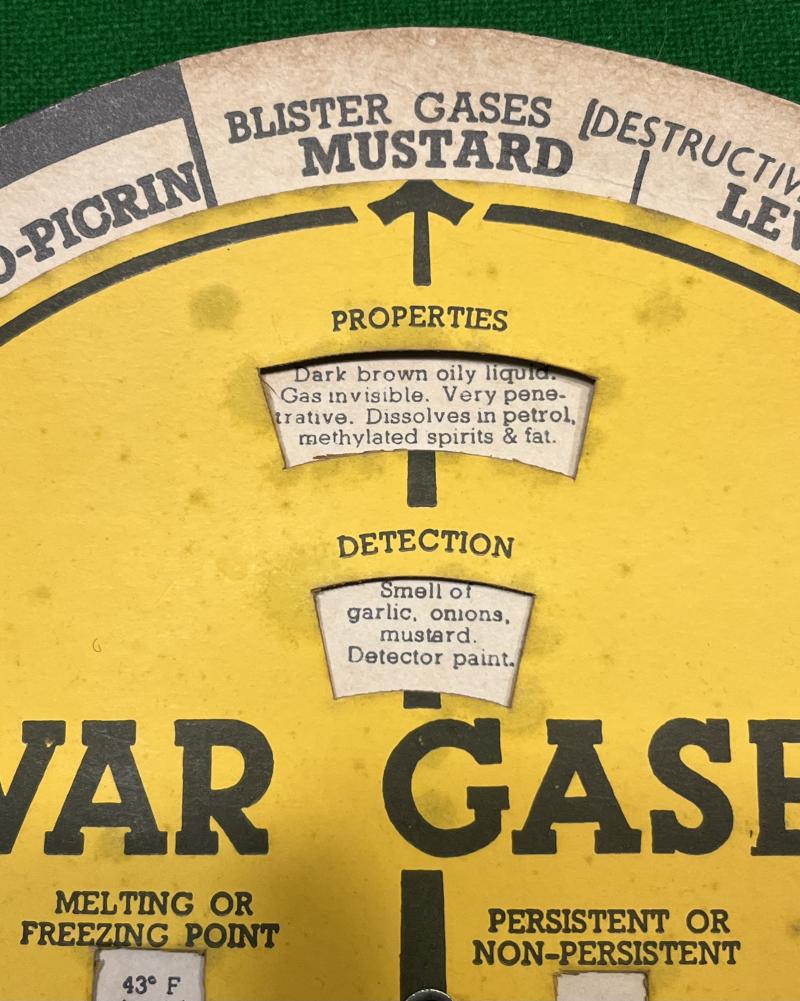 BLISTER GASES (DESTRUCTIV
O-PICRIN MUSTARD LEW
PROPERTIES
Dark brown oily liquid.
Gas invisible. Very pene-
trative. Dissolves in petrol,
methylated spirits & fat.
DETECTION
Smell of
garlic, onions,
mustard.
Detector paint.
WAR GASE
MELTING OR
FREEZING POINT
PERSISTENT OR
NON-PERSISTENT
43° F